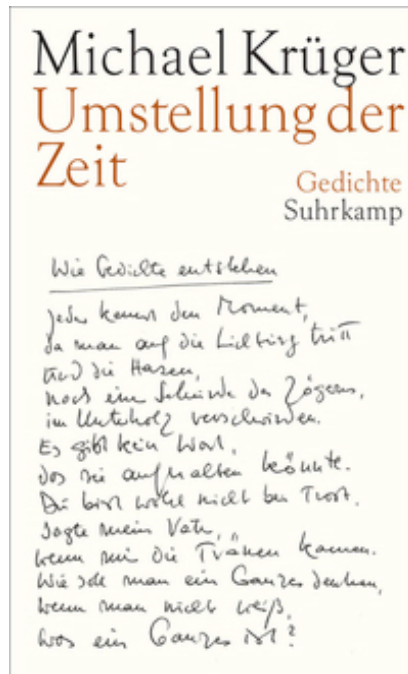 Michael Krüger
Umstellung der
Zeit
Gedichte
Suhrkamp
Wie Gedichte entstehen
Jeder kennt den Moment,
da man auf die Lichtung tritt
und die Hasen,
nach einer Sekunde des Zögerns,
im Unterholz verschwinden.
Es gibt kein Wort,
das sie aufhalten könnte.
Du bist wohl nicht bei Trost,
sagte mein Vater,
wenn mir die Tränen kamen.
Wie soll man ein Ganzes denken,
wenn man nicht weiß,
was ein Ganzes ist?